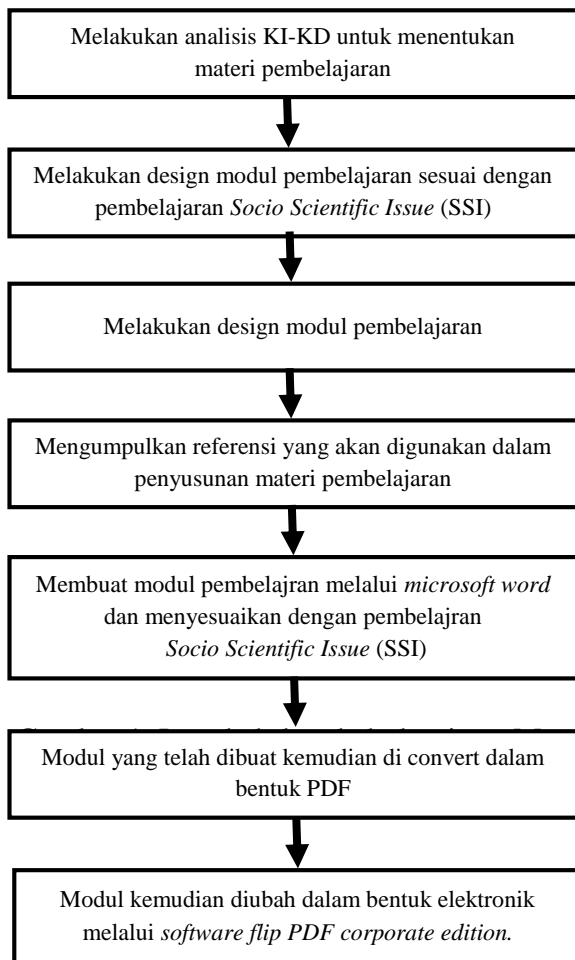 Melakukan analisis KI-KD untuk menentukan
materi pembelajaran
Melakukan design modul pembelajaran sesuai dengan
pembelajaran Socio Scientific Issue (SSI)
Melakukan design modul pembelajaran
Mengumpulkan referensi yang akan digunakan dalam
penyusunan materi pembelajaran
Membuat modul pembelajran melalui microsoft word
dan menyesuaikan dengan pembelajran
Socio Scientific Issue (SSI)
Modul yang telah dibuat kemudian di convert dalam
bentuk PDF
Modul kemudian diubah dalam bentuk elektronik
melalui software flip PDF corporate edition.